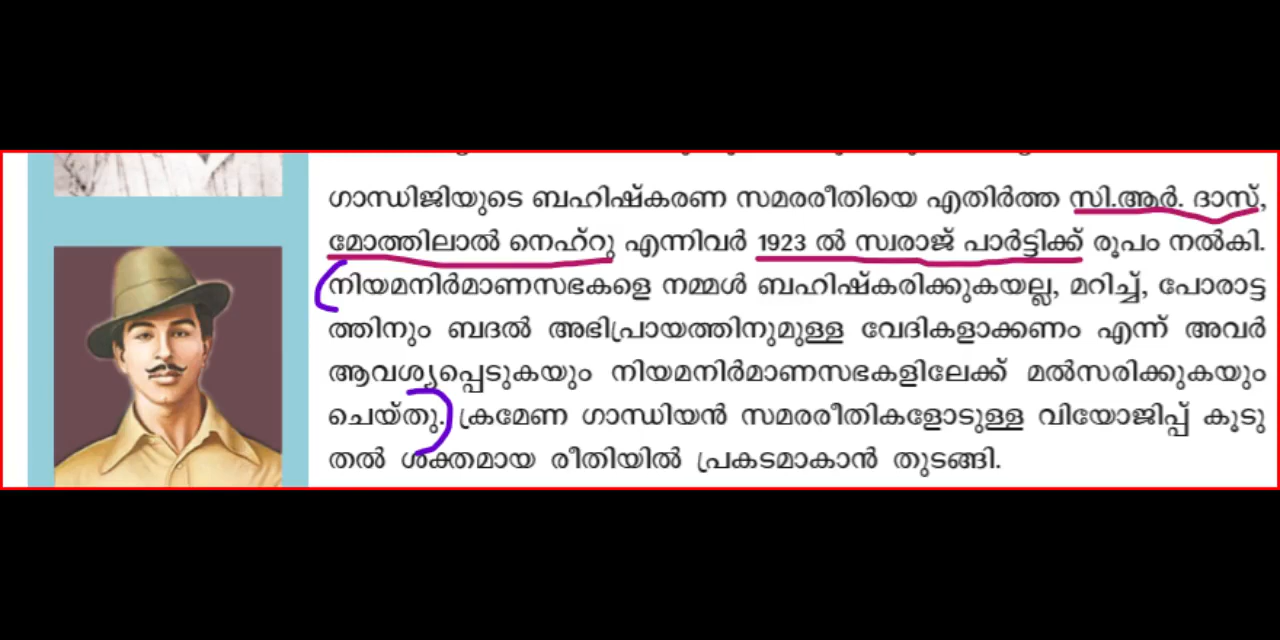 ഗാന്ധിജിയുടെ ബഹിഷ്കരണ സമരരീതിയെ എതിർത്ത സി.ആർ. ദാസ്,
മോത്തിലാൽ നെഹ്റു എന്നിവർ 1923 ൽ സ്വരാജ് പാർട്ടിക്ക് രൂപം നൽകി.
നിയമനിർമാണസഭകളെ നമ്മൾ ബഹിഷ്കരിക്കുകയല്ല, മറിച്ച്, പോരാട്ട
ത്തിനും ബദൽ അഭിപ്രായത്തിനുമുള്ള വേദികളാക്കണം എന്ന് അവർ
ആവശ്യപ്പെടുകയും നിയമനിർമാണസഭകളിലേക്ക് മൽസരിക്കുകയും
ചെയ്തു. ക്രമേണ ഗാന്ധിയൻ സമരരീതികളോടുള്ള വിയോജിപ്പ് കൂടു
തൽ ശക്തമായ രീതിയിൽ പ്രകടമാകാൻ തുടങ്ങി.